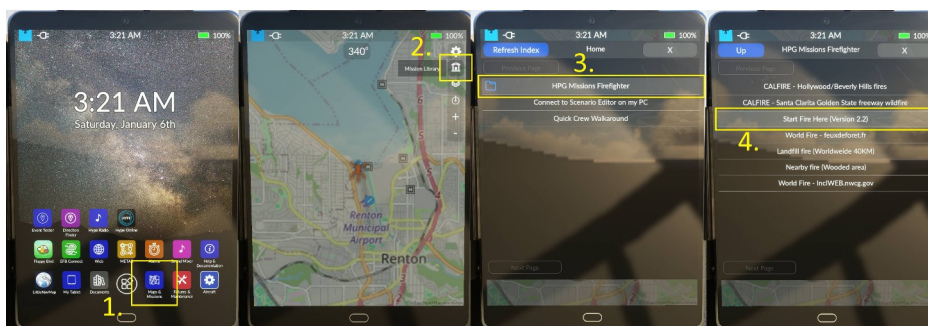 3:21 AM
100%
3:21 AM
Saturday, January 6th
Event Tester
Direction Finder
Hype Radio
Hype Online
Floppy Bird
EFB Connect
Wiki
METAR
Help & Documentation
LittleNavMap
My Tablet
Documents
Maps & Missions
Failures & Maintenance
Aircraft
1.
3:21 AM
100%
2.
340°
Mission Library
+
-
Renton
Municipal
Airport
Renton
3:21 AM
100%
Refresh Index
Home
X
3.
Previous Page
HPG Missions Firefighter
Connect to Scenario Editor on my PC
Quick Crew Walkaround
Next Page
3:21 AM
100%
Up
HPG Missions Firefighter
X
Previous Page
CALFIRE - Hollywood/Beverly Hills fires
CALFIRE - Santa Clarita Golden State freeway wildfire
Start Fire Here (Version 2.2)
4.
World Fire - feuxdeforet.fr
Landfill fire (Worldwide 40KM)
Nearby fire (Wooded area)
World Fire - InciWEB.nwcg.gov
Next Page